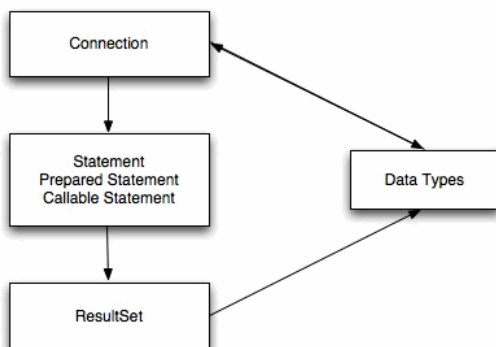 Connection
Statement
Prepared Statement
Callable Statement
Data Types
ResultSet